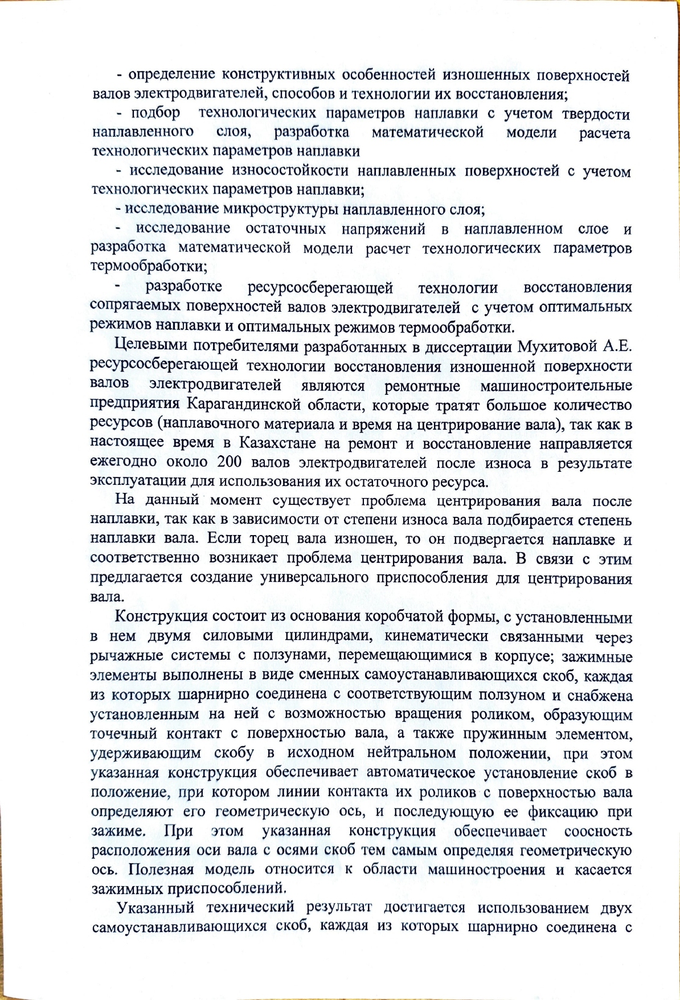 - определение конструктивных особенностей изношенных поверхностей
валов электродвигателей, способов и технологии их восстановления;
- подбор технологических параметров наплавки с учетом твердости
наплавленного слоя, разработка математической модели расчета
технологических параметров наплавки
- исследование износостойкости наплавленных поверхностей с учетом
технологических параметров наплавки;
- исследование микроструктуры наплавленного слоя;
- исследование остаточных напряжений в наплавленном слое и
разработка математической модели расчет технологических параметров
термообработки;
- разработке ресурсосберегающей технологии восстановления
сопрягаемых поверхностей валов электродвигателей с учетом оптимальных
режимов наплавки и оптимальных режимов термообработки.
Целевыми потребителями разработанных в диссертации Мухитовой А.Е.
ресурсосберегающей технологии восстановления изношенной поверхности
валов электродвигателей являются ремонтные машиностроительные
предприятия Карагандинской области, которые тратят большое количество
ресурсов (наплавочного материала и время на центрирование вала), так как в
настоящее время в Казахстане на ремонт и восстановление направляется
ежегодно около 200 валов электродвигателей после износа в результате
эксплуатации для использования их остаточного ресурса.
На данный момент существует проблема центрирования вала после
наплавки, так как в зависимости от степени износа вала подбирается степень
наплавки вала. Если торец вала изношен, то он подвергается наплавке и
соответственно возникает проблема центрирования вала. В связи с этим
предлагается создание универсального приспособления для центрирования
вала.
Конструкция состоит из основания коробчатой формы, с установленными
в нем двумя силовыми цилиндрами, кинематически связанными через
рычажные системы с ползунами, перемещающимися в корпусе; зажимные
элементы выполнены в виде сменных самоустанавливающихся скоб, каждая
из которых шарнирно соединена с соответствующим ползуном и снабжена
установленным на ней с возможностью вращения роликом, образующим
точечный контакт с поверхностью вала, а также пружинным элементом,
удерживающим скобу в исходном нейтральном положении, при этом
указанная конструкция обеспечивает автоматическое установление скоб в
положение, при котором линии контакта их роликов с поверхностью вала
определяют его геометрическую ось, и последующую ее фиксацию при
зажиме. При этом указанная конструкция обеспечивает соосность
расположения оси вала с осями скоб тем самым определяя геометрическую
ось. Полезная модель относится к области машиностроения и касается
зажимных приспособлений.
Указанный технический результат достигается использованием двух
самоустанавливающихся скоб, каждая из которых шарнирно соединена с